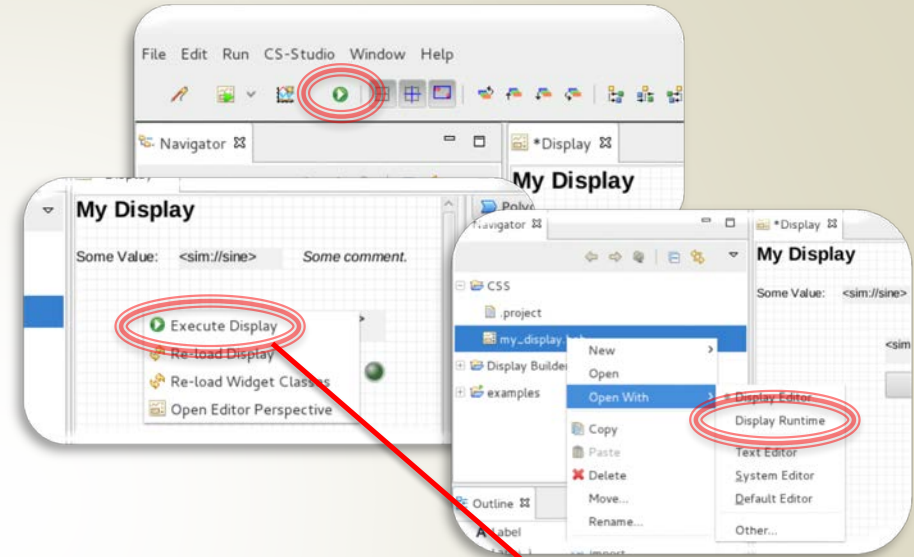 File Edit Run CS-Studio Window Help
Navigator
*Display
My Display
My Display
Some Value: <sim://sine> Some comment.
Execute Display
Re-load Display
Re-load Widget Classes
Open Editor Perspective
Navigator
CSS
.project
my_display.
Display Builder
examples
New
Open
Open With
Copy
Paste
Delete
Move...
Rename...
Display Editor
Display Runtime
Text Editor
System Editor
Default Editor
Other...
*Display
My Display
Some Value: <sim://sine>
<sim
Outline
Label